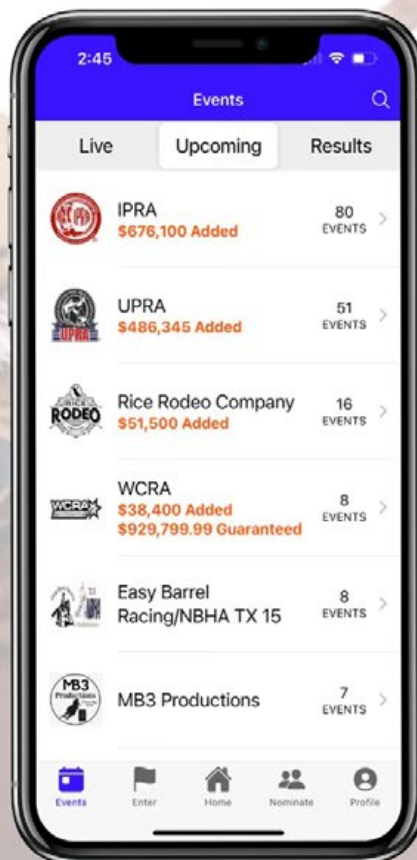 2:45
Events
Live Upcoming Results
IPRA
$676,100 Added
80
EVENTS
UPRA
UPRA
$486,345 Added
51
EVENTS
RICE
RODEO
Rice Rodeo Company
$51,500 Added
16
EVENTS
WCRA
WCRA
$38,400 Added
$929,799.99 Guaranteed
8
EVENTS
Easy Barrel
Racing/NBHA TX 15
8
EVENTS
MB3
Productions
MB3 Productions
7
EVENTS
Events Enter Home Nominate Profile